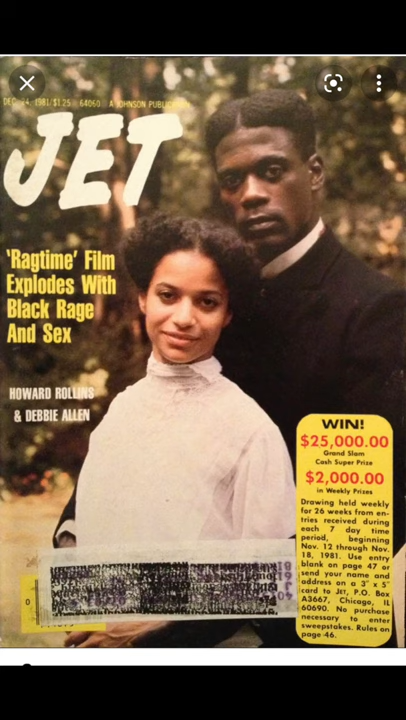 DEC. 24, 1981/$1.25 64060 A JOHNSON PUBLICATION
JET
'Ragtime' Film
Explodes With
Black Rage
And Sex
HOWARD ROLLINS
& DEBBIE ALLEN
WIN!
$25,000.00
Grand Slam
Cash Super Prize
$2,000.00
in Weekly Prizes
Drawing held weekly
for 26 weeks from en-
tries received during
each 7 day time
period, beginning
Nov. 12 through Nov.
18, 1981. Use entry
blank on page 47 or
send your name and
address on a 3" x 5"
card to JET, P.O. Box
A3667, Chicago, IL
60690. No purchase
necessary to enter
sweepstakes. Rules on
page 46.